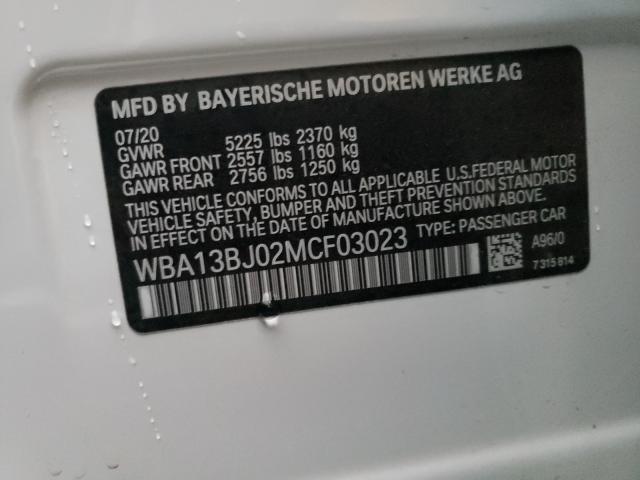 MFD BY BAYERISCHE MOTOREN WERKE AG
07/20
GVWR 5225 lbs 2370 kg
GAWR FRONT 2557 lbs 1160 kg
GAWR REAR 2756 lbs 1250 kg
THIS VEHICLE CONFORMS TO ALL APPLICABLE U.S.FEDERAL MOTOR
VEHICLE SAFETY, BUMPER AND THEFT PREVENTION STANDARDS
IN EFFECT ON THE DATE OF MANUFACTURE SHOWN ABOVE.
WBA13BJ02MCF03023 TYPE: PASSENGER CAR
A96/0
7315814